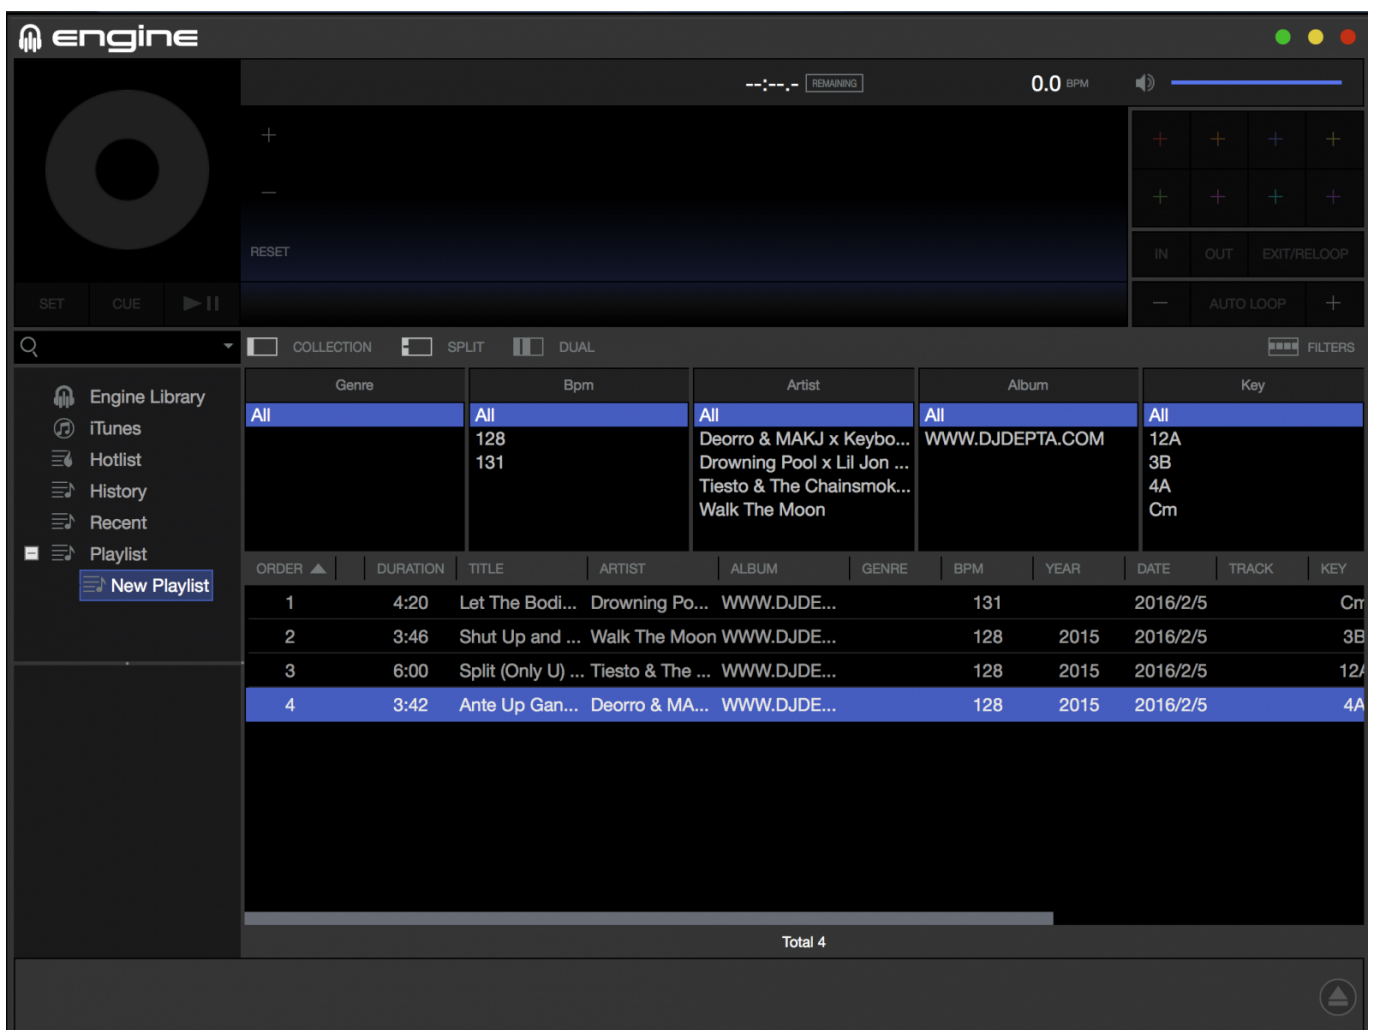 engine
--:--.- REMAINING 0.0 BPM
+ + + + +
−
+ + + +
RESET
IN OUT EXIT/RELOOP
SET CUE − AUTO LOOP +
COLLECTION SPLIT DUAL FILTERS
Engine Library
iTunes
Hotlist
History
Recent
Playlist
New Playlist
Genre Bpm Artist Album Key
All All All All All
128 Deorro & MAKJ x Keybo... WWW.DJDEPTA.COM 12A
131 Drowning Pool x Lil Jon ... 3B
Tiesto & The Chainsmok... 4A
Walk The Moon Cm
ORDER DURATION TITLE ARTIST ALBUM GENRE BPM YEAR DATE TRACK KEY
1 4:20 Let The Bodi... Drowning Po... WWW.DJDE... 131 2016/2/5 Cm
2 3:46 Shut Up and ... Walk The Moon WWW.DJDE... 128 2015 2016/2/5 3B
3 6:00 Split (Only U) ... Tiesto & The ... WWW.DJDE... 128 2015 2016/2/5 12A
4 3:42 Ante Up Gan... Deorro & MA... WWW.DJDE... 128 2015 2016/2/5 4A
Total 4